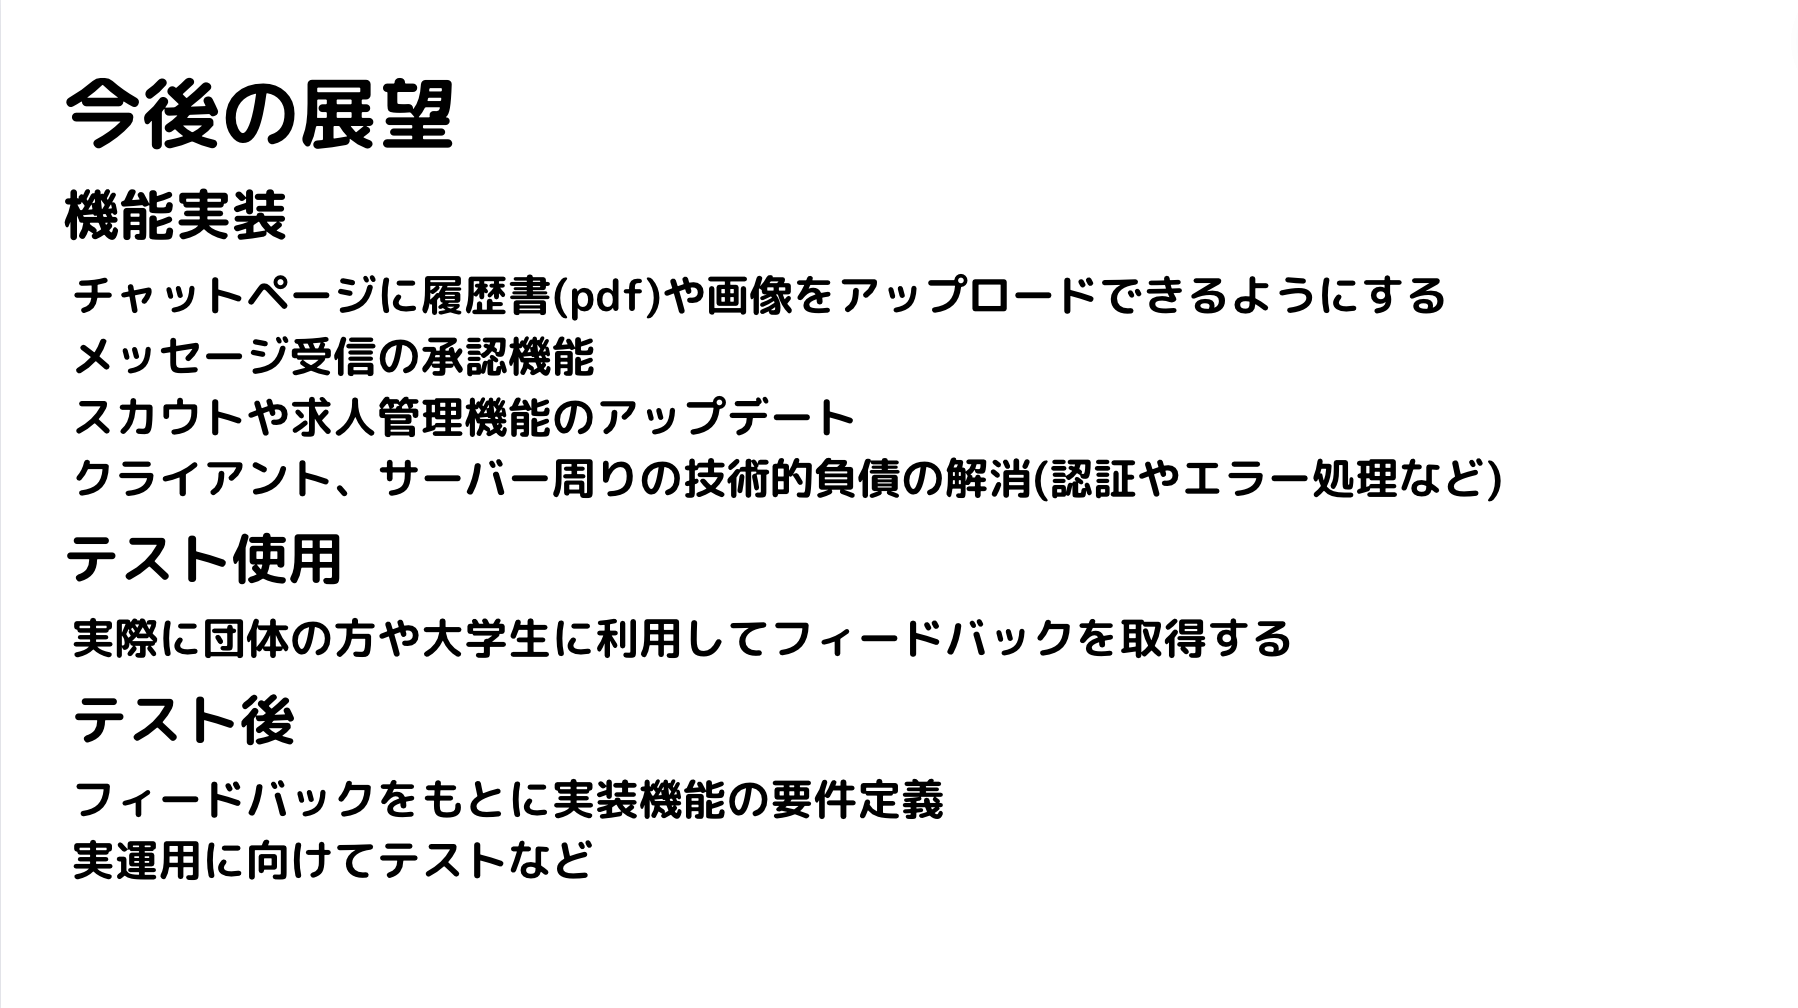 今後の展望
機能実装
チャットページに履歴書(pdf)や画像をアップロードできるようにする
メッセージ受信の承認機能
スカウトや求人管理機能のアップデート
クライアント、サーバー周りの技術的負債の解消(認証やエラー処理など)
テスト使用
実際に団体の方や大学生に利用してフィードバックを取得する
テスト後
フィードバックをもとに実装機能の要件定義
実運用に向けてテストなど